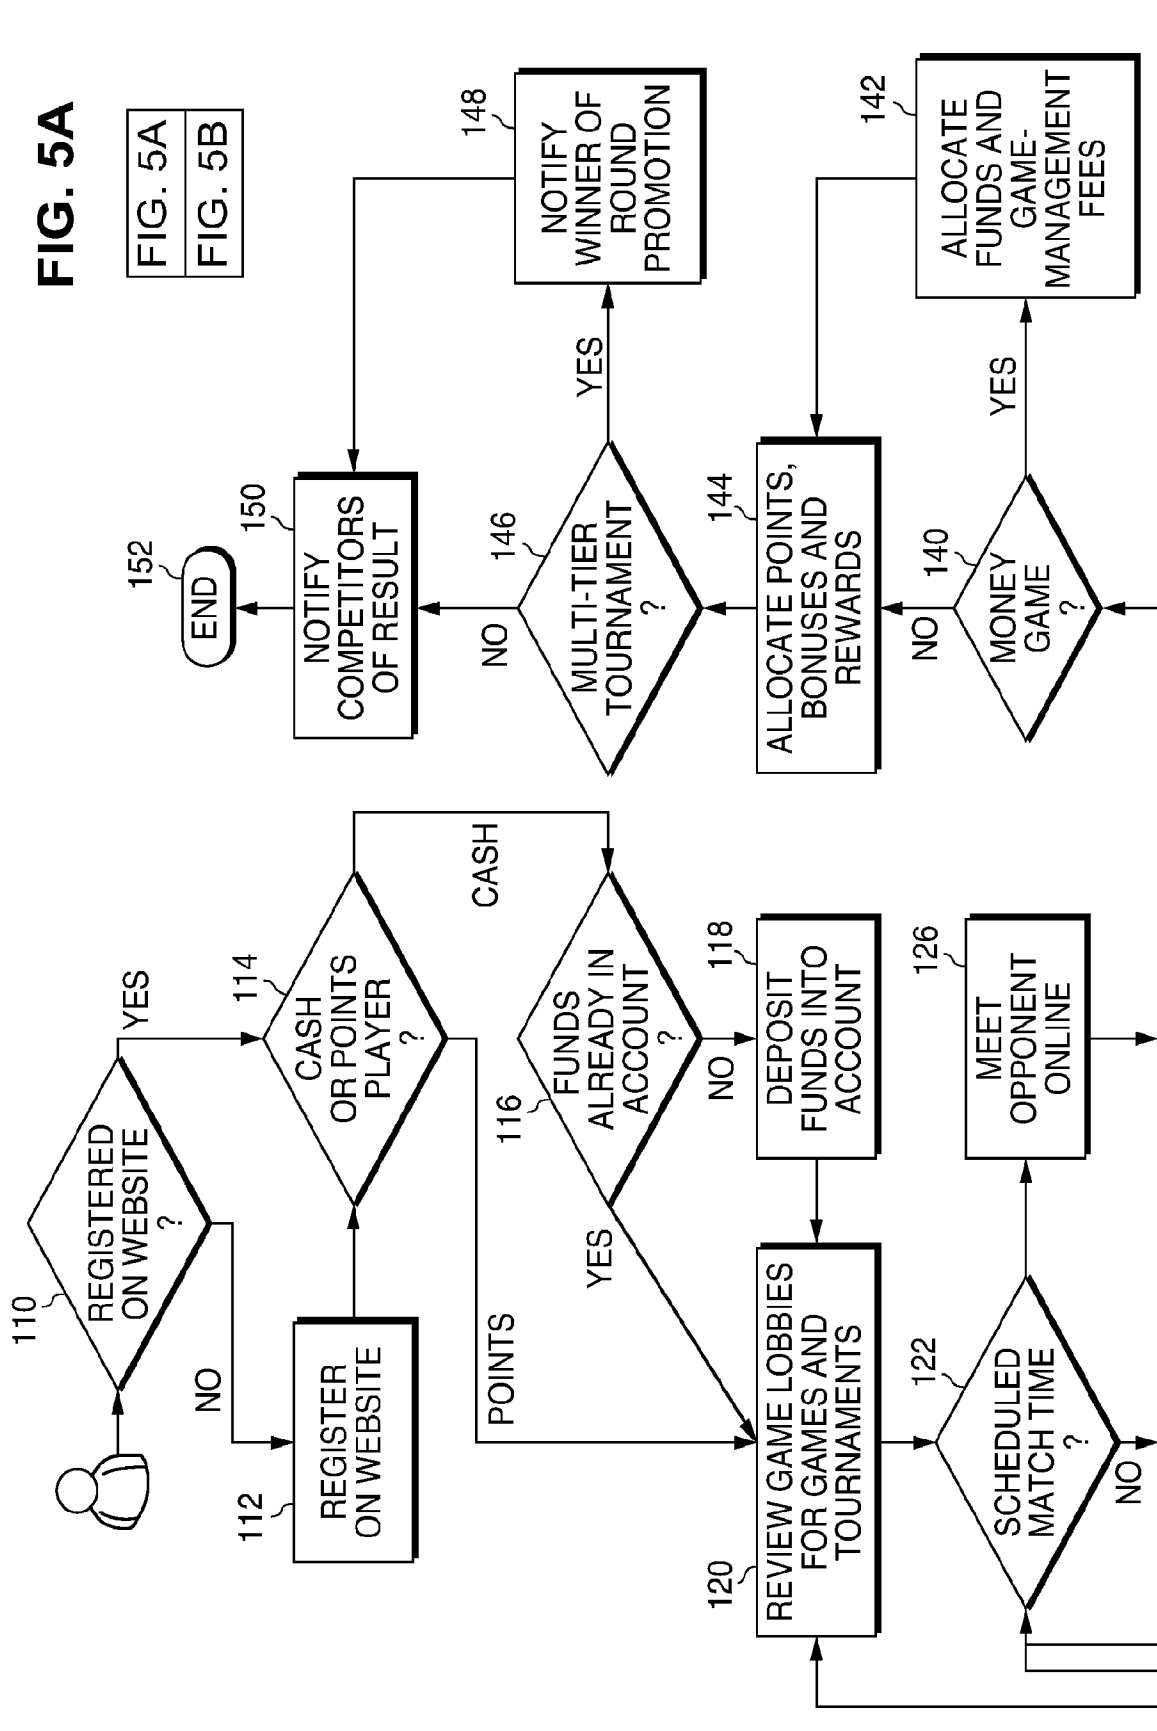 FIG. 5A
FIG. 5A
FIG. 5B
110
REGISTERED
ON WEBSITE
?
YES
NO
112
REGISTER
ON WEBSITE
114
CASH
OR POINTS
PLAYER
?
CASH
POINTS
116
FUNDS
ALREADY IN
ACCOUNT
?
YES
NO
118
DEPOSIT
FUNDS INTO
ACCOUNT
120
REVIEW GAME LOBBIES
FOR GAMES AND
TOURNAMENTS
122
SCHEDULED
MATCH TIME
?
NO
126
MEET
OPPONENT
ONLINE
152
END
150
NOTIFY
COMPETITORS
OF RESULT
148
NOTIFY
WINNER OF
ROUND
PROMOTION
146
MULTI-TIER
TOURNAMENT
?
YES
NO
144
ALLOCATE POINTS,
BONUSES AND
REWARDS
142
ALLOCATE
FUNDS AND
GAME-
MANAGEMENT
FEES
140
MONEY
GAME
?
YES
NO